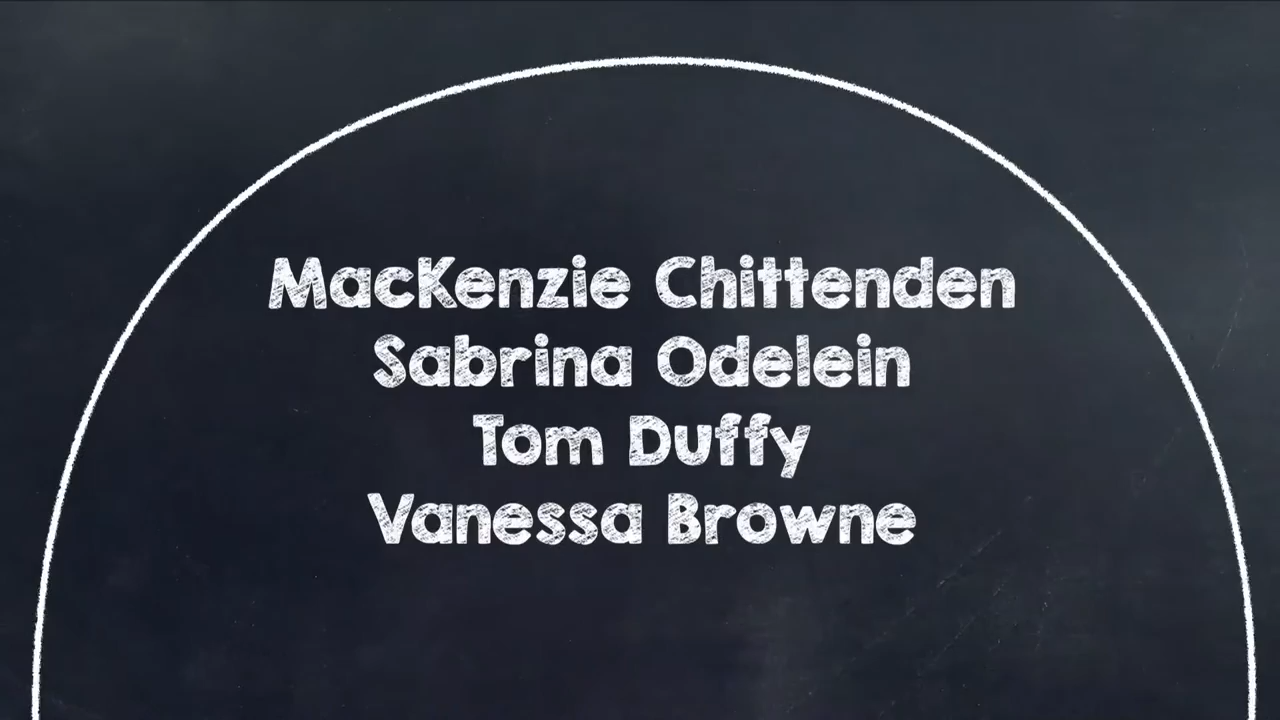 MacKenzie Chittenden
Sabrina Odelein
Tom Duffy
Vanessa Browne